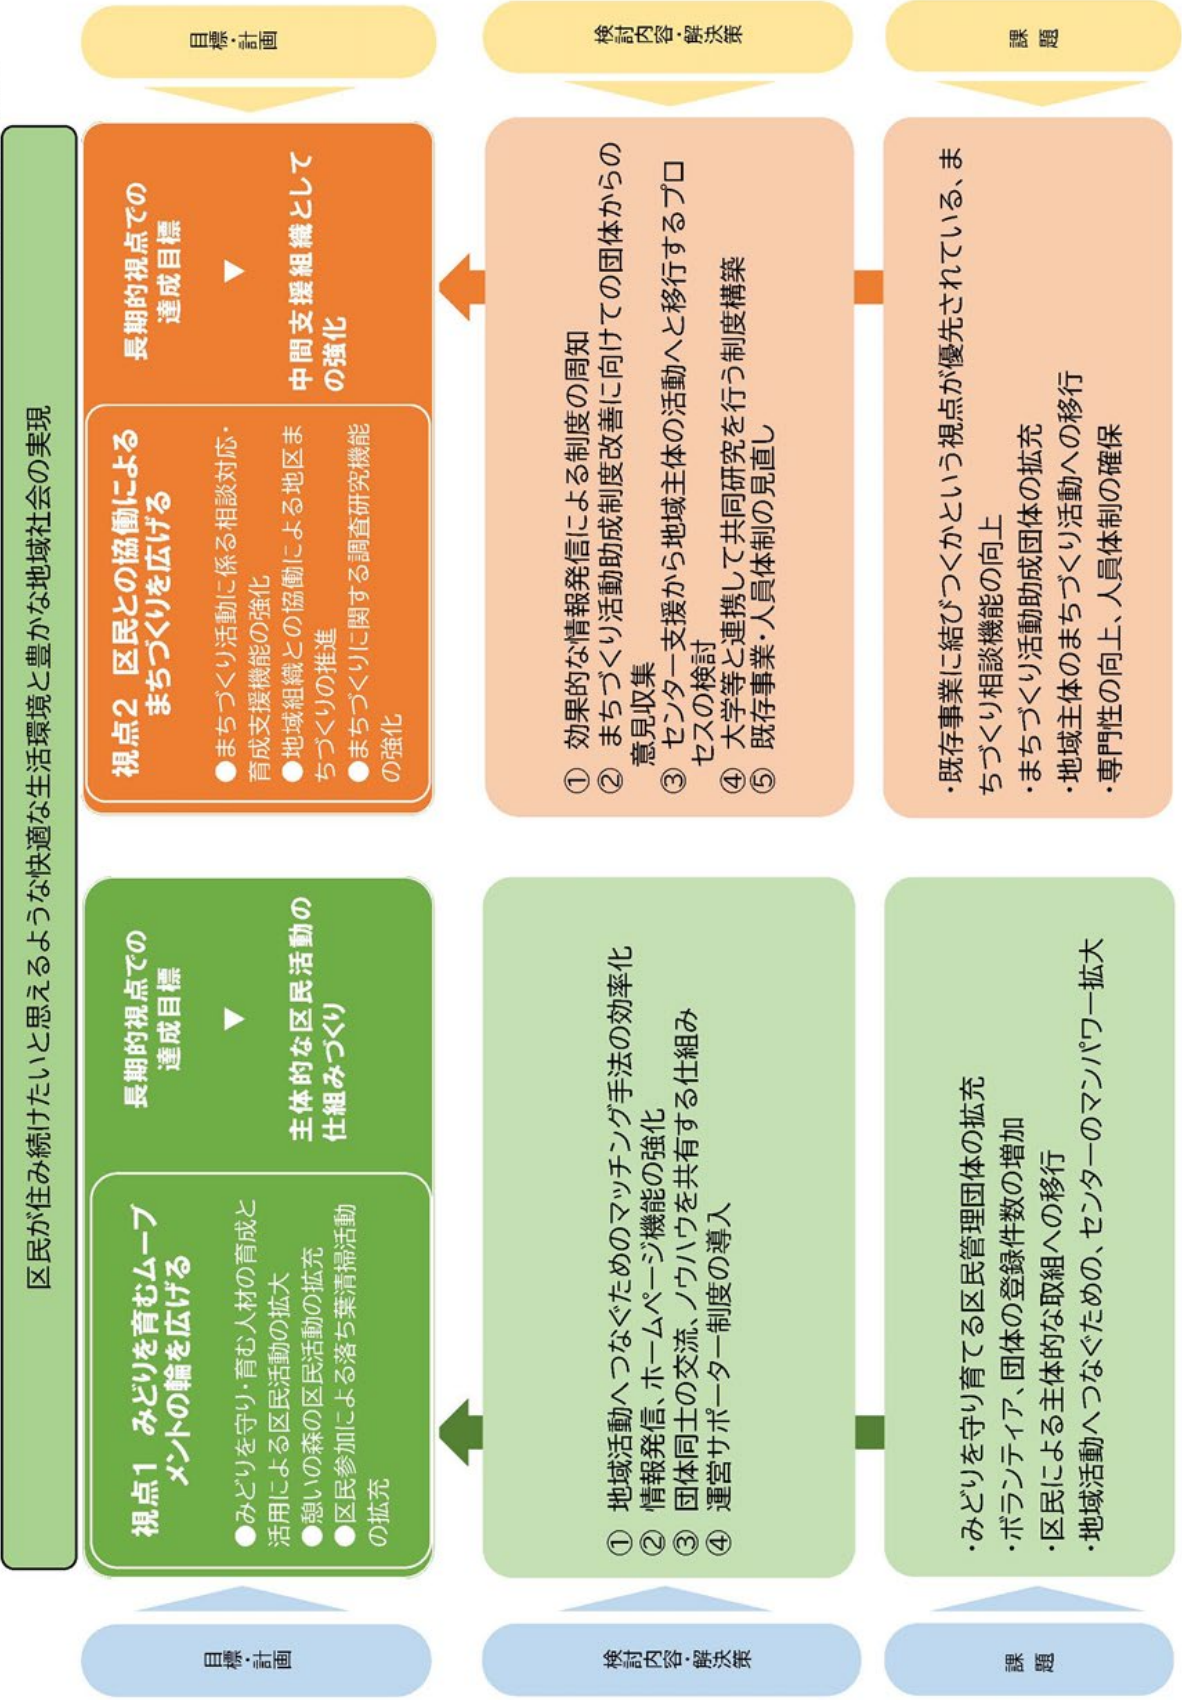 区民が住み続けたいと思えるような快適な生活環境と豊かな地域社会の実現
目標・計画
視点1 みどりを育むムーブ
メントの輪を広げる
●みどりを守り・育む人材の育成と
活用による区民活動の拡大
●憩いの森の区民活動の拡充
●区民参加による落ち葉清掃活動
の拡充
長期的視点での
達成目標
▼
主体的な区民活動の
仕組みづくり
視点2 区民との協働による
まちづくりを広げる
●まちづくり活動に係る相談対応・
育成支援機能の強化
●地域組織との協働による地区ま
ちづくりの推進
●まちづくりに関する調査研究機能
の強化
長期的視点での
達成目標
▼
中間支援組織として
の強化
目標・計画
検討内容・解決策
① 地域活動へつなぐためのマッチング手法の効率化
② 情報発信、ホームページ機能の強化
③ 団体同士の交流、ノウハウを共有する仕組み
④ 運営サポーター制度の導入
① 効果的な情報発信による制度の周知
② まちづくり活動助成制度改善に向けての団体からの
意見収集
③ センター支援から地域主体の活動へと移行するプロ
セスの検討
④ 大学等と連携して共同研究を行う制度構築
⑤ 既存事業・人員体制の見直し
検討内容・解決策
課題
・みどりを守り育てる区民管理団体の拡充
・ボランティア、団体の登録件数の増加
・区民による主体的な取組への移行
・地域活動へつなぐための、センターのマンパワー拡大
・既存事業に結びつくかという視点が優先されている、ま
ちづくり相談機能の向上
・まちづくり活動助成団体の拡充
・地域主体のまちづくり活動への移行
・専門性の向上、人員体制の確保
課題